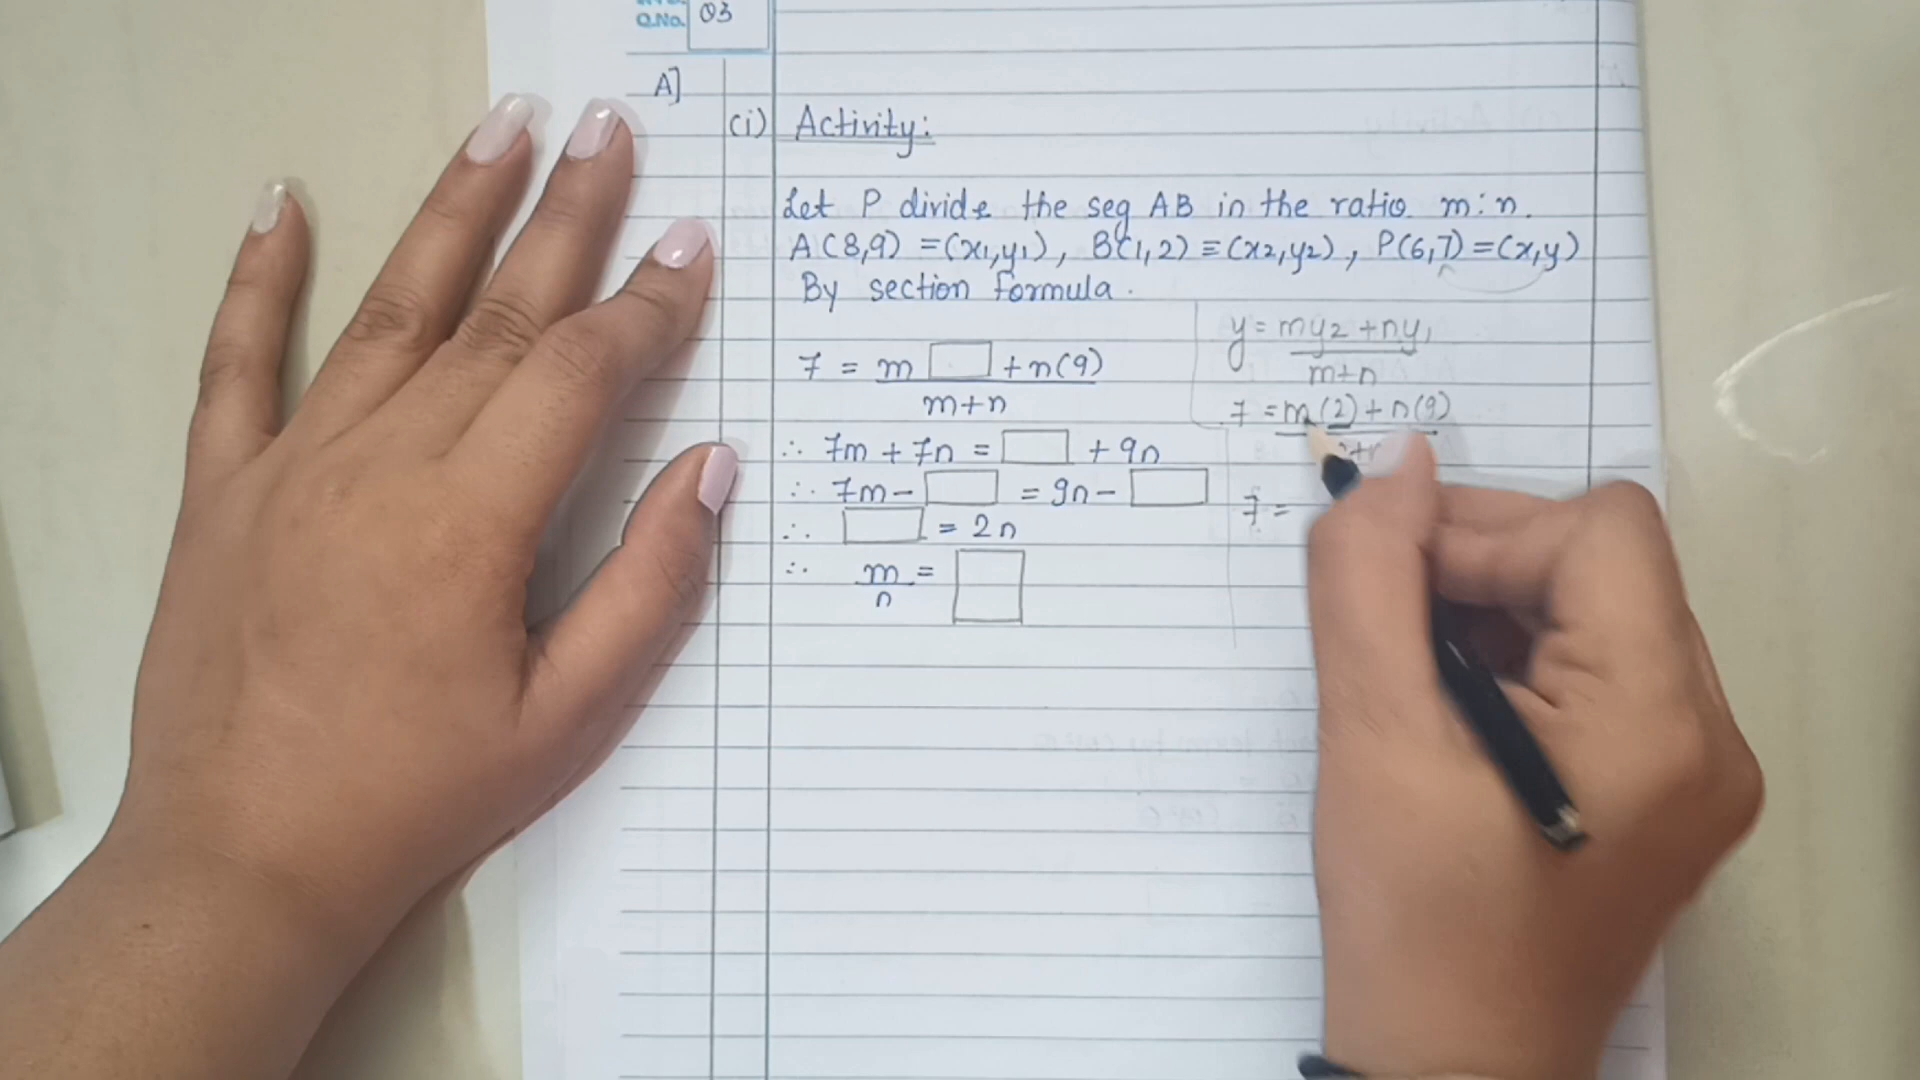 Q.No. 03
A]
(i) Activity:
Let P divide the seg AB in the ratio m:n.
A(8,9) = (x₁,y₁), B(1,2) ≡ (x₂,y₂), P(6,7) = (x,y)
By section formula.
7 = m □ + n(9)
m+n
∴ 7m + 7n = □ + 9n
∴ 7m - □ = 9n - □
∴ □ = 2n
∴ m/n = □
y = my₂ + ny₁
m+n
7 = m(2) + n(9)
7 =